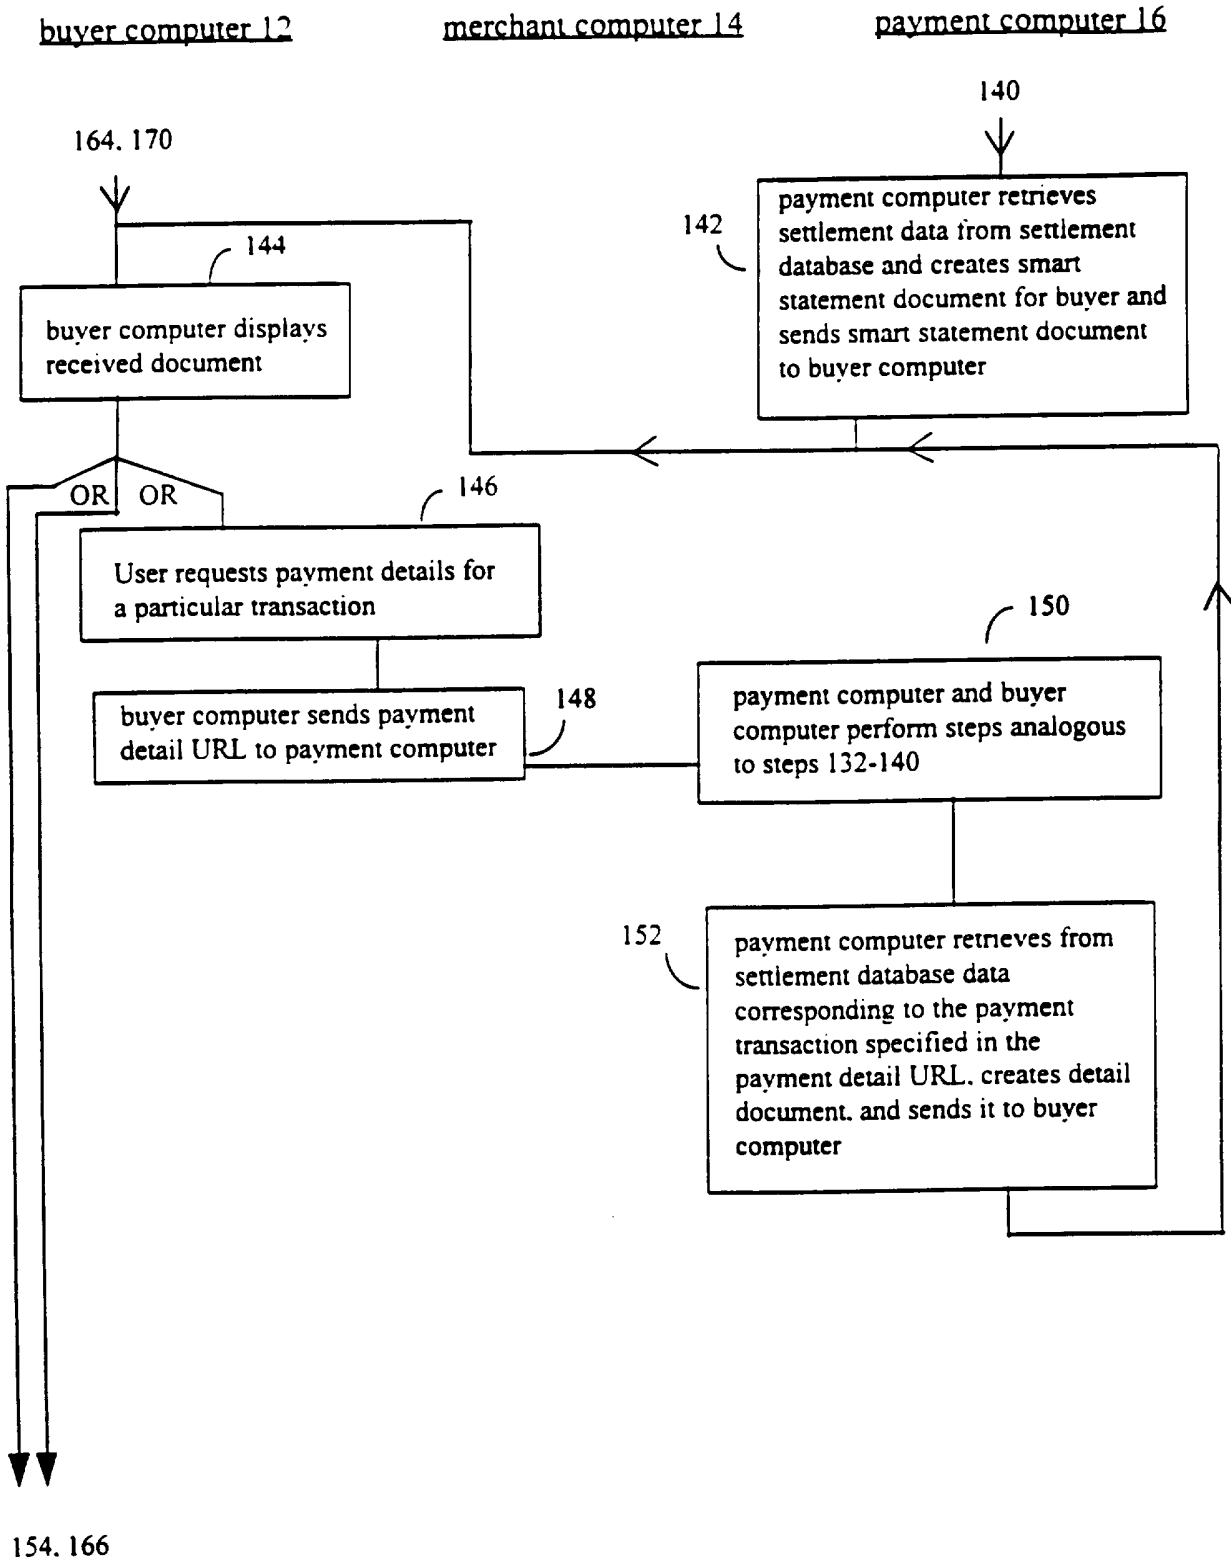 buyer computer 12
merchant computer 14
payment computer 16
140
164, 170
142
payment computer retrieves
settlement data from settlement
database and creates smart
statement document for buyer and
sends smart statement document
to buyer computer
144
buyer computer displays
received document
OR OR
146
User requests payment details for
a particular transaction
148
buyer computer sends payment
detail URL to payment computer
150
payment computer and buyer
computer perform steps analogous
to steps 132-140
152
payment computer retrieves from
settlement database data
corresponding to the payment
transaction specified in the
payment detail URL, creates detail
document, and sends it to buyer
computer
154, 166